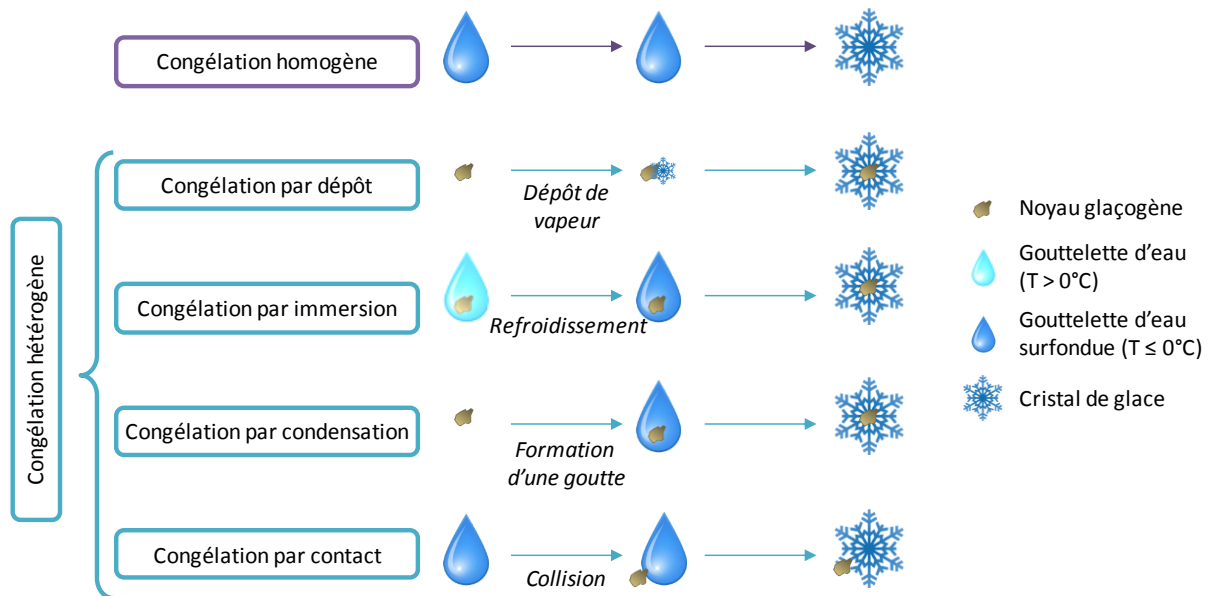 Congélation homogène
Congélation hétérogène
Congélation par dépôt
Dépôt de
vapeur
Congélation par immersion
Refroidissement
Congélation par condensation
Formation
d'une goutte
Congélation par contact
Collision
Noyau glaçogène
Gouttelette d'eau
(T > 0°C)
Gouttelette d'eau
surfondue (T ≤ 0°C)
Cristal de glace